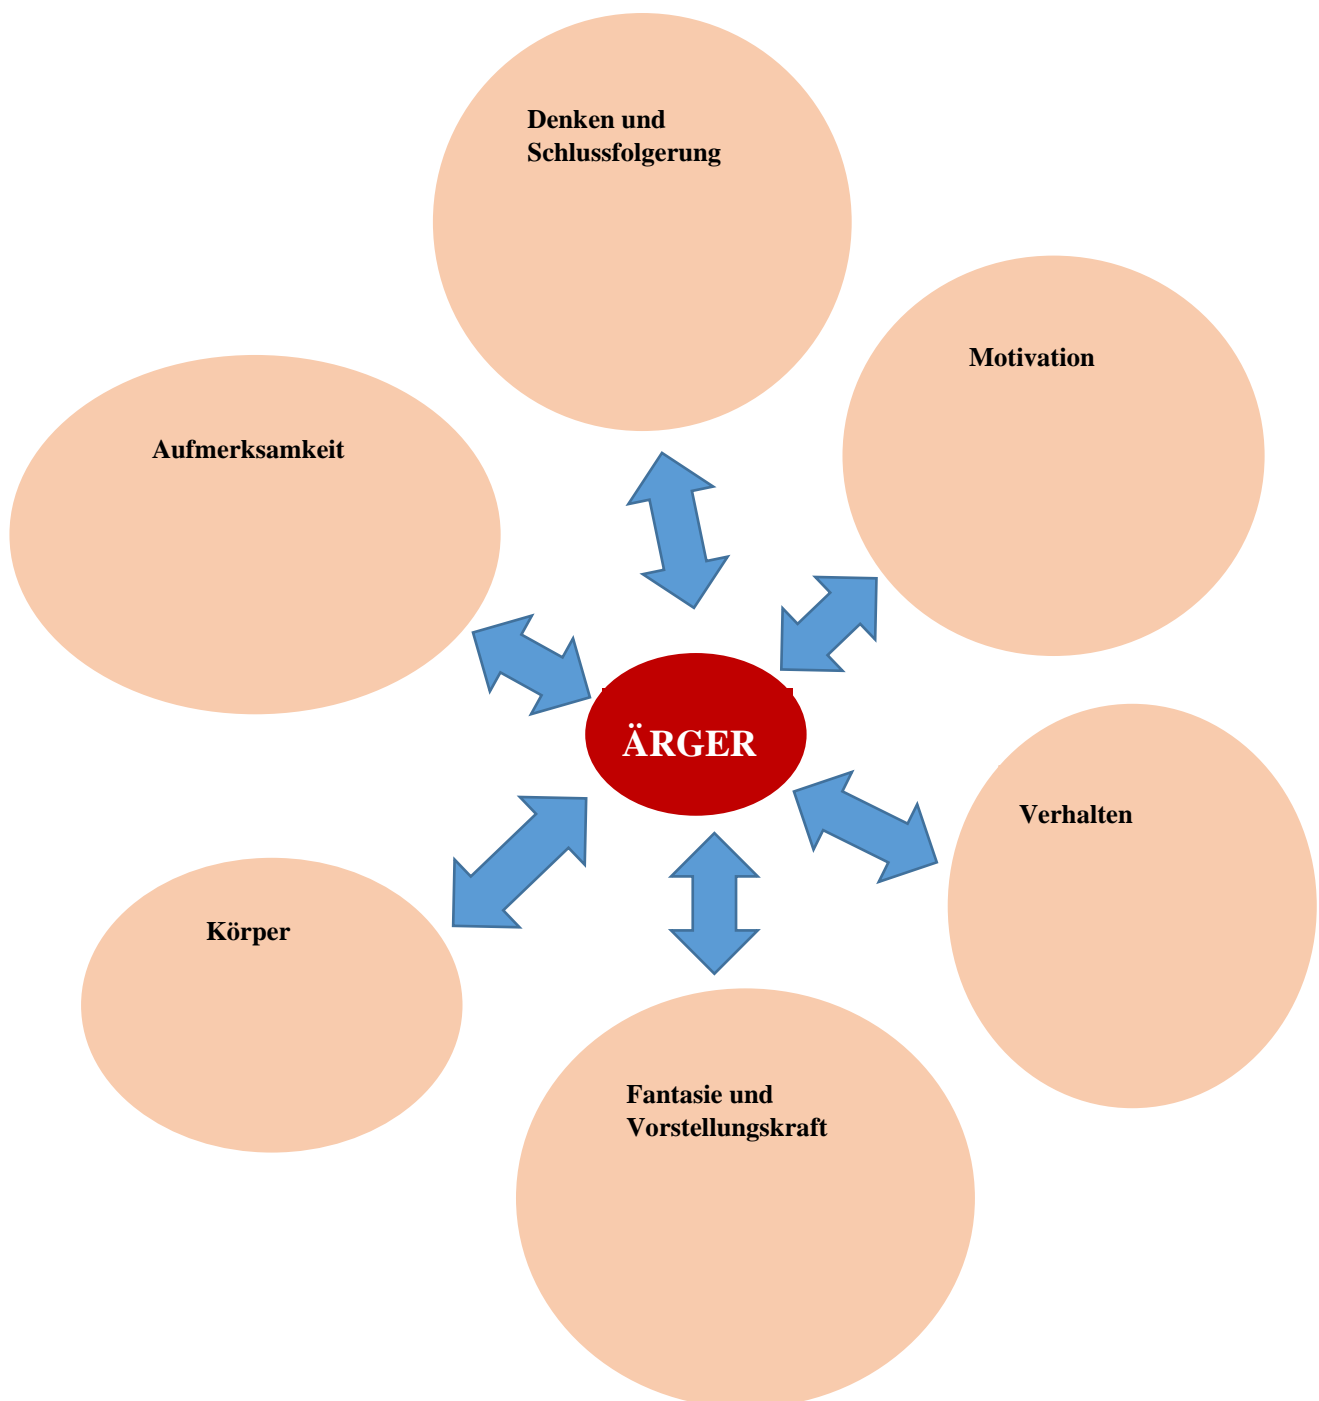 Denken und
Schlussfolgerung
Motivation
Aufmerksamkeit
ÄRGER
Verhalten
Körper
Fantasie und
Vorstellungskraft